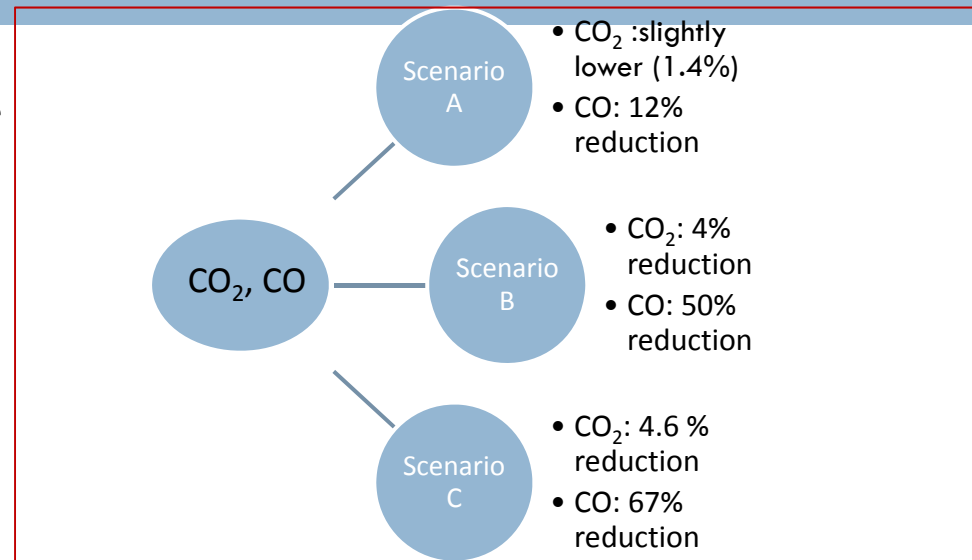 CO₂, CO
Scenario
A
• CO₂ :slightly
lower (1.4%)
• CO: 12%
reduction
Scenario
B
• CO₂: 4%
reduction
• CO: 50%
reduction
Scenario
C
• CO₂: 4.6 %
reduction
• CO: 67%
reduction